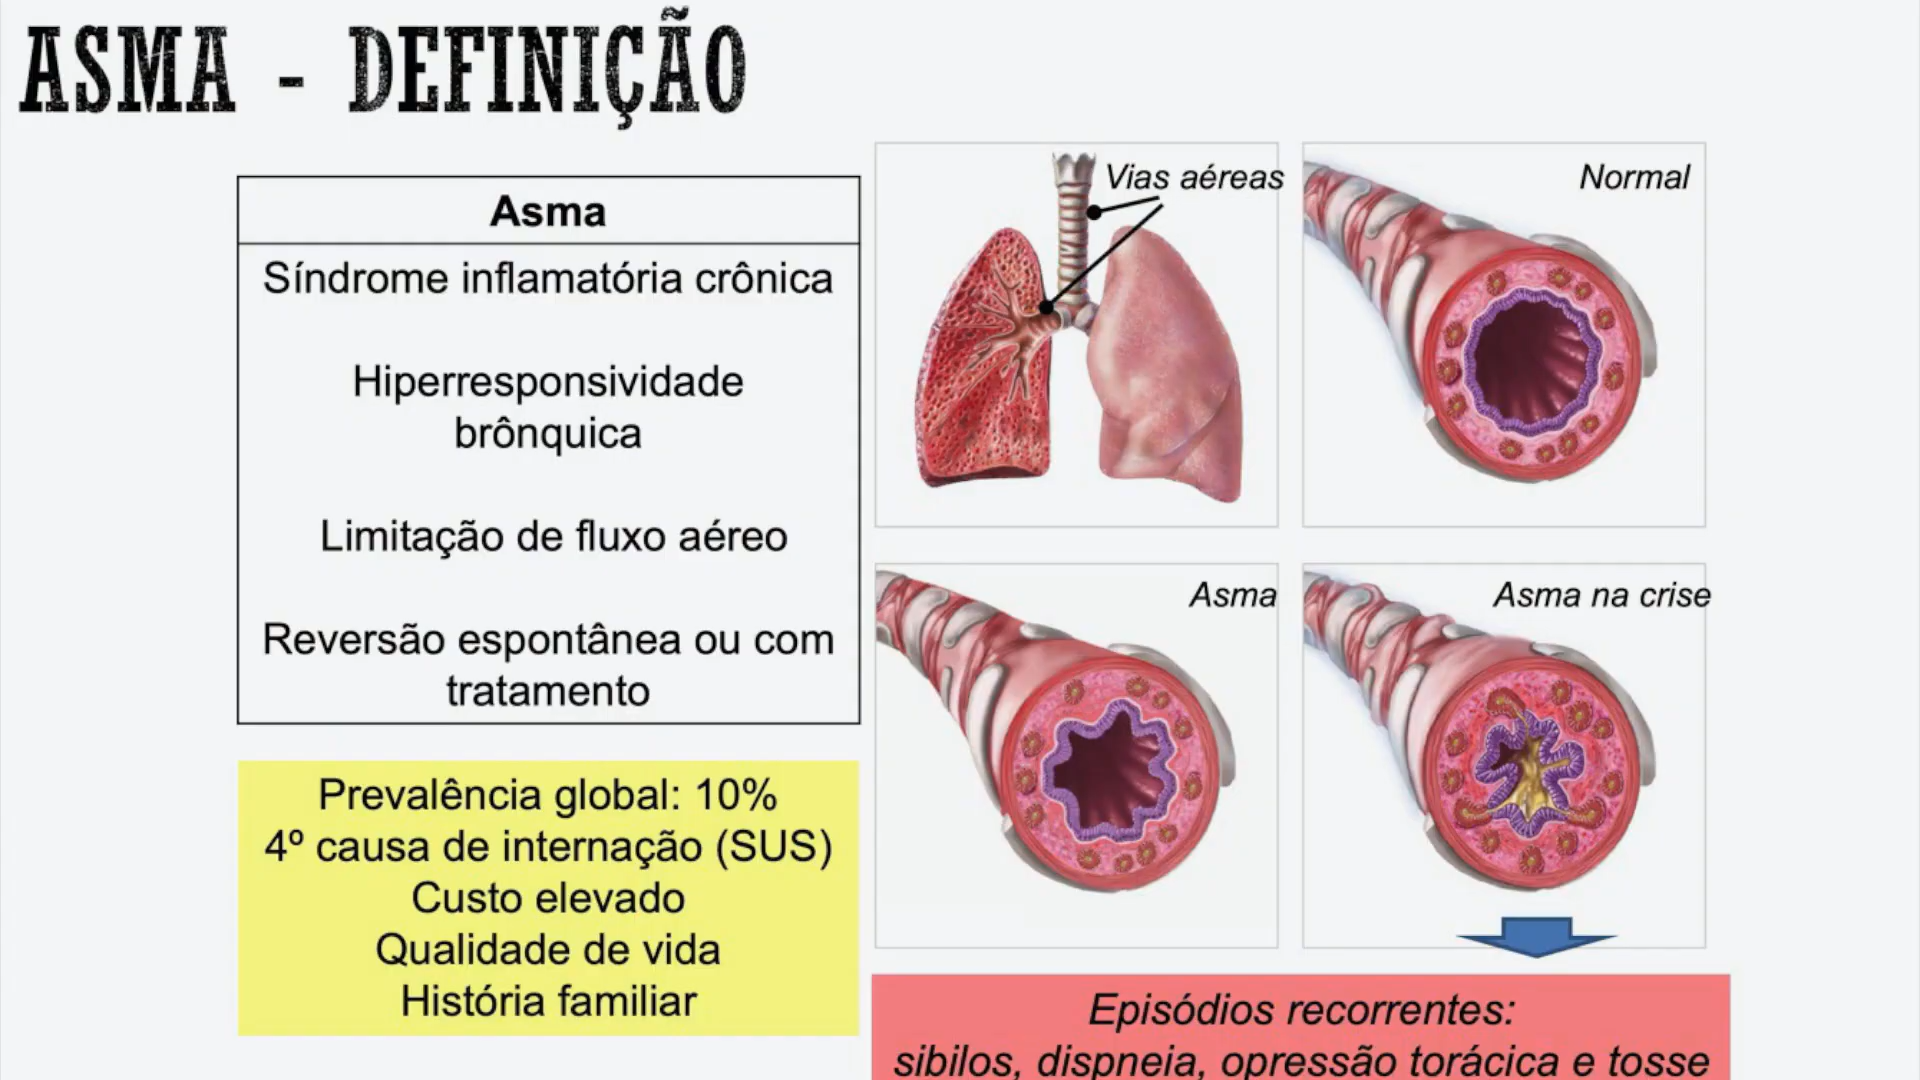 ASMA - DEFINIÇÃO
Asma
Síndrome inflamatória crônica
Hiperresponsividade
brônquica
Limitação de fluxo aéreo
Reversão espontânea ou com
tratamento
Prevalência global: 10%
4º causa de internação (SUS)
Custo elevado
Qualidade de vida
História familiar
Vias aéreas
Normal
Asma
Asma na crise
Episódios recorrentes:
sibilos, dispneia, opressão torácica e tosse